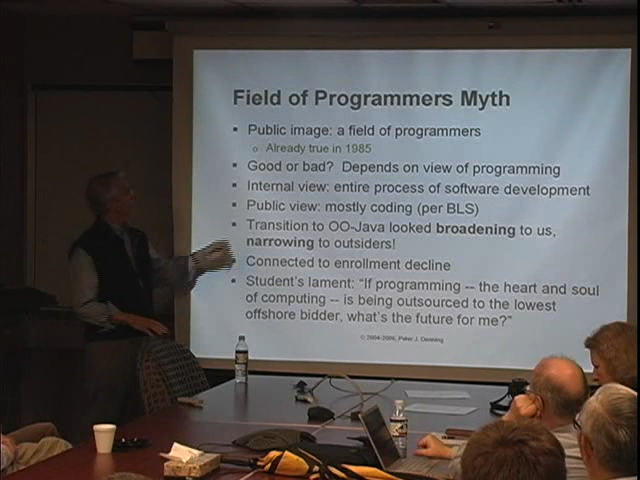 Field of Programmers Myth
▪ Public image: a field of programmers
o Already true in 1985
▪ Good or bad? Depends on view of programming
▪ Internal view: entire process of software development
▪ Public view: mostly coding (per BLS)
▪ Transition to OO-Java looked broadening to us,
narrowing to outsiders!
Connected to enrollment decline
▪ Student's lament: "If programming -- the heart and soul
of computing -- is being outsourced to the lowest
offshore bidder, what's the future for me?"
© 2004-2006, Peter J. Denning